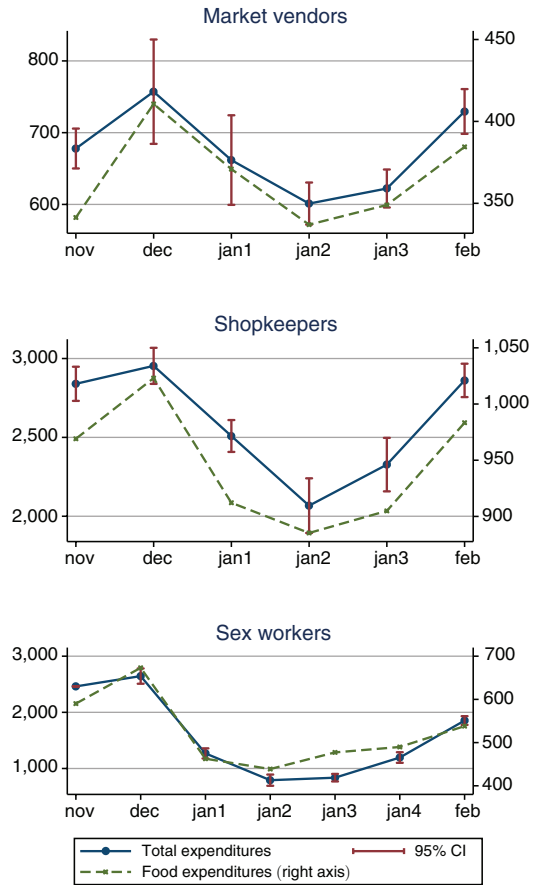 Market vendors
800
700
600
450
400
350
nov dec jan1 jan2 jan3 feb
Shopkeepers
3,000
2,500
2,000
1,050
1,000
950
900
nov dec jan1 jan2 jan3 feb
Sex workers
3,000
2,000
1,000
700
600
500
400
nov dec jan1 jan2 jan3 jan4 feb
Total expenditures 95% CI
Food expenditures (right axis)